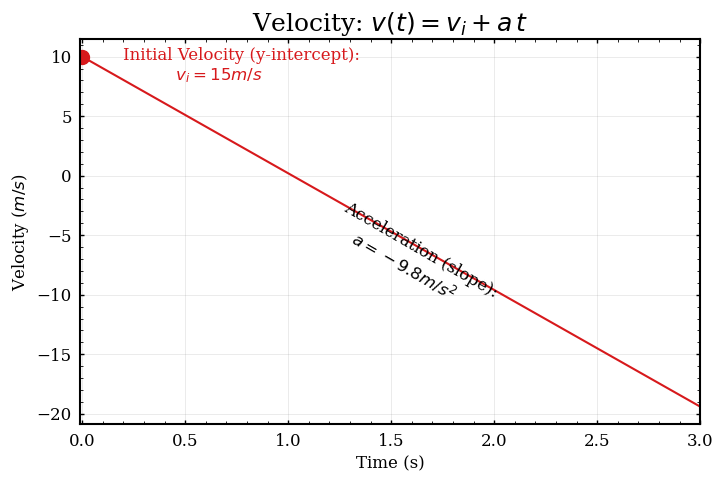 Velocity: v(t) = v_i + a t
10
Initial Velocity (y-intercept):
v_i = 15m/s
5
0
−5
−10
−15
−20
Velocity (m/s)
Acceleration (slope):
a = −9.8m/s²
0.0 0.5 1.0 1.5 2.0 2.5 3.0
Time (s)